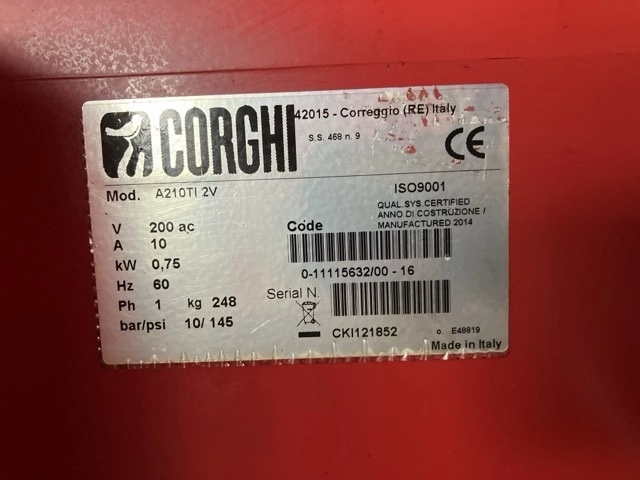 CORGHI
42015 - Correggio (RE) Italy
S.S. 468 n. 9
CE
Mod. A210TI 2V
ISO9001
QUAL.SYS.CERTIFIED
ANNO DI COSTRUZIONE /
MANUFACTURED 2014
V 200 ac
A 10
kW 0,75
Hz 60
Ph 1 kg 248
bar/psi 10/ 145
Code
0-11115632/00 - 16
Serial N.
CKI121852
o. E48819
Made in Italy